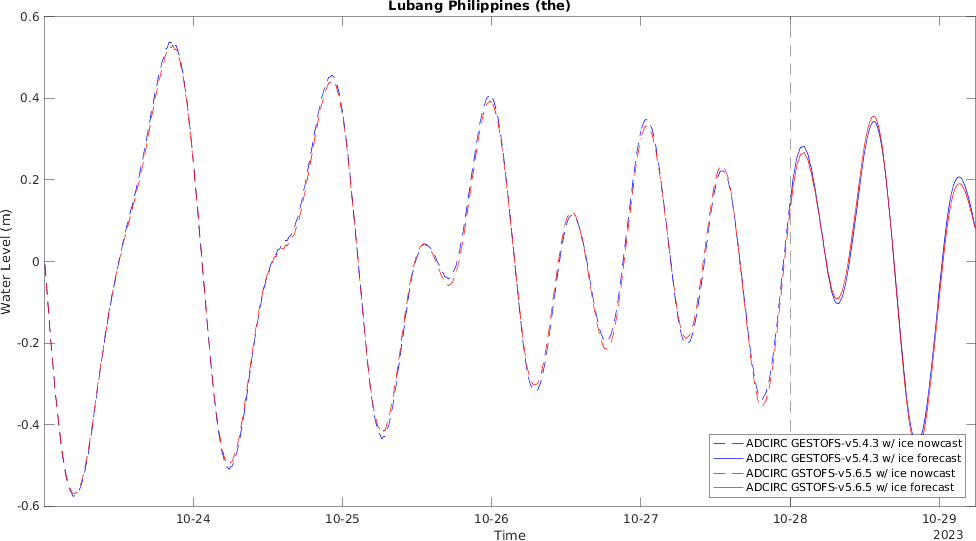 Lubang Philippines (the)
0.6
0.4
0.2
0
-0.2
-0.4
-0.6
Water Level (m)
10-24
10-25
10-26
10-27
10-28
10-29
Time
2023
ADCIRC GESTOFS-v5.4.3 w/ ice nowcast
ADCIRC GESTOFS-v5.4.3 w/ ice forecast
ADCIRC GSTOFS-v5.6.5 w/ ice nowcast
ADCIRC GSTOFS-v5.6.5 w/ ice forecast